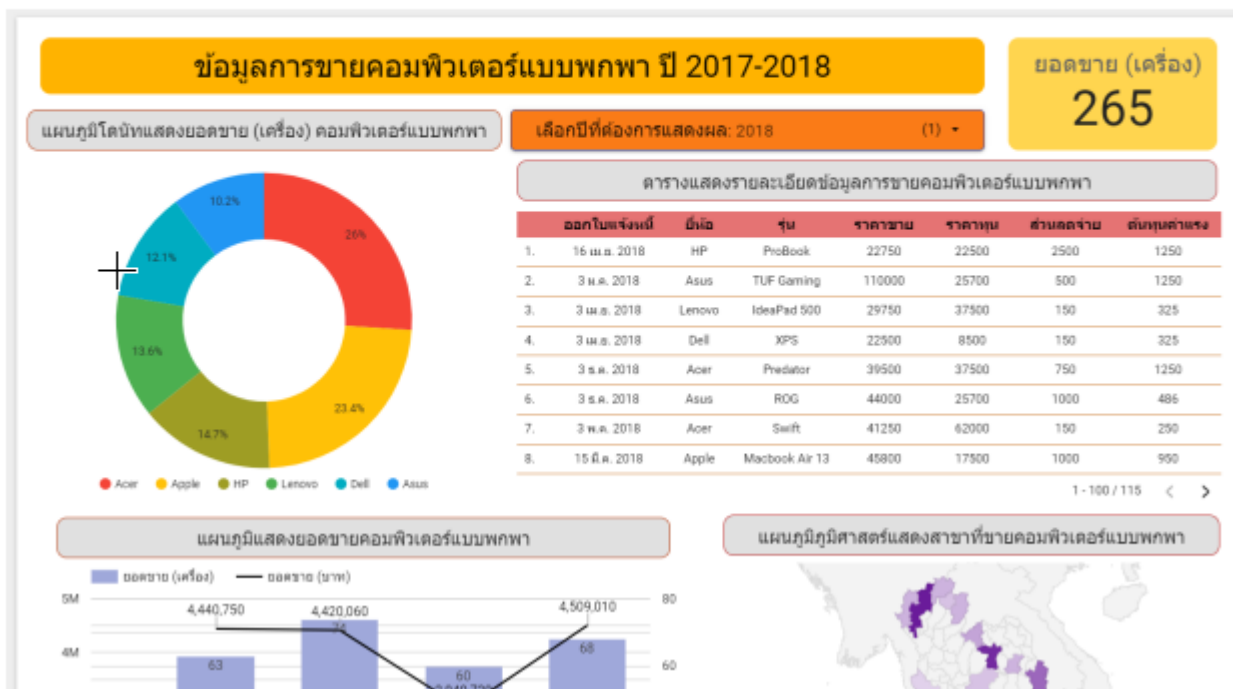 ข้อมูลการขายคอมพิวเตอร์แบบพกพา ปี 2017-2018
ยอดขาย (เครื่อง)
265
แผนภูมิโดนัทแสดงยอดขาย (เครื่อง) คอมพิวเตอร์แบบพกพา
เลือกปีที่ต้องการแสดงผล: 2018 (1)
10.2%
26%
12.1%
13.6%
23.4%
14.7%
Acer Apple HP Lenovo Dell Asus
ตารางแสดงรายละเอียดข้อมูลการขายคอมพิวเตอร์แบบพกพา
ออกใบแจ้งหนี้ ยี่ห้อ รุ่น ราคาขาย ราคาทุน ส่วนลดจ่าย ต้นทุนค่าแรง
1. 16 เม.ย. 2018 HP ProBook 22750 22500 2500 1250
2. 3 ม.ค. 2018 Asus TUF Gaming 110000 25700 500 1250
3. 3 เม.ย. 2018 Lenovo IdeaPad 500 29750 37500 150 325
4. 3 เม.ย. 2018 Dell XPS 22500 8500 150 325
5. 3 ธ.ค. 2018 Acer Predator 39500 37500 750 1250
6. 3 ธ.ค. 2018 Asus ROG 44000 25700 1000 486
7. 3 พ.ค. 2018 Acer Swift 41250 62000 150 250
8. 15 มี.ค. 2018 Apple Macbook Air 13 45800 17500 1000 950
1 - 100 / 115
แผนภูมิแสดงยอดขายคอมพิวเตอร์แบบพกพา
ยอดขาย (เครื่อง) ยอดขาย (บาท)
5M
4,440,750
4,420,060
4,509,010
80
74
4M
63
60
68
60
แผนภูมิภูมิศาสตร์แสดงสาขาที่ขายคอมพิวเตอร์แบบพกพา